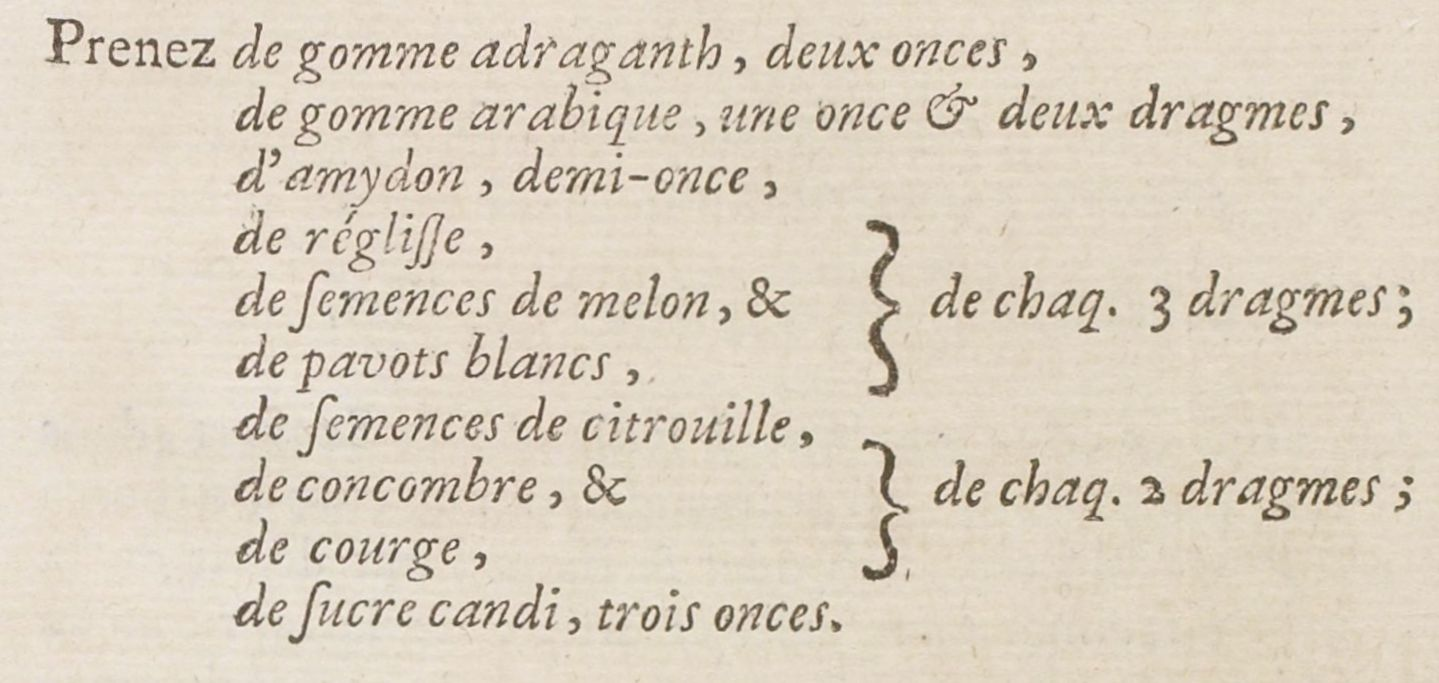 Prenez de gomme adraganth, deux onces,
de gomme arabique, une once & deux dragmes,
d'amydon, demi-once,
de régliſſe,
de ſemences de melon, & } de chaq. 3 dragmes;
de pavots blancs,
de ſemences de citrouille,
de concombre, & } de chaq. 2 dragmes;
de courge,
de ſucre candi, trois onces.